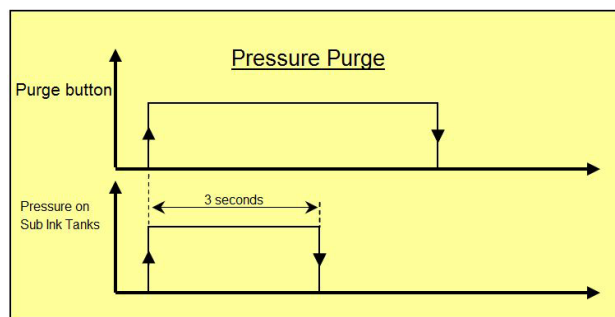 Pressure Purge
Purge button
Pressure on
Sub Ink Tanks
3 seconds